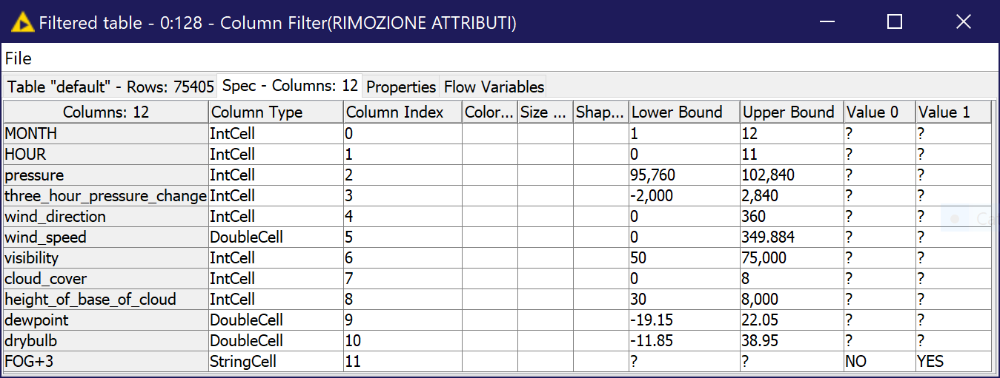 Filtered table - 0:128 - Column Filter(RIMOZIONE ATTRIBUTI)
File
Table "default" - Rows: 75405 Spec - Columns: 12 Properties Flow Variables
Columns: 12 Column Type Column Index Color... Size ... Shap... Lower Bound Upper Bound Value 0 Value 1
MONTH IntCell 0 1 12 ? ?
HOUR IntCell 1 0 11 ? ?
pressure IntCell 2 95,760 102,840 ? ?
three_hour_pressure_change IntCell 3 -2,000 2,840 ? ?
wind_direction IntCell 4 0 360 ? ?
wind_speed DoubleCell 5 0 349.884 ? ?
visibility IntCell 6 50 75,000 ? ?
cloud_cover IntCell 7 0 8 ? ?
height_of_base_of_cloud IntCell 8 30 8,000 ? ?
dewpoint DoubleCell 9 -19.15 22.05 ? ?
drybulb DoubleCell 10 -11.85 38.95 ? ?
FOG+3 StringCell 11 ? ? NO YES